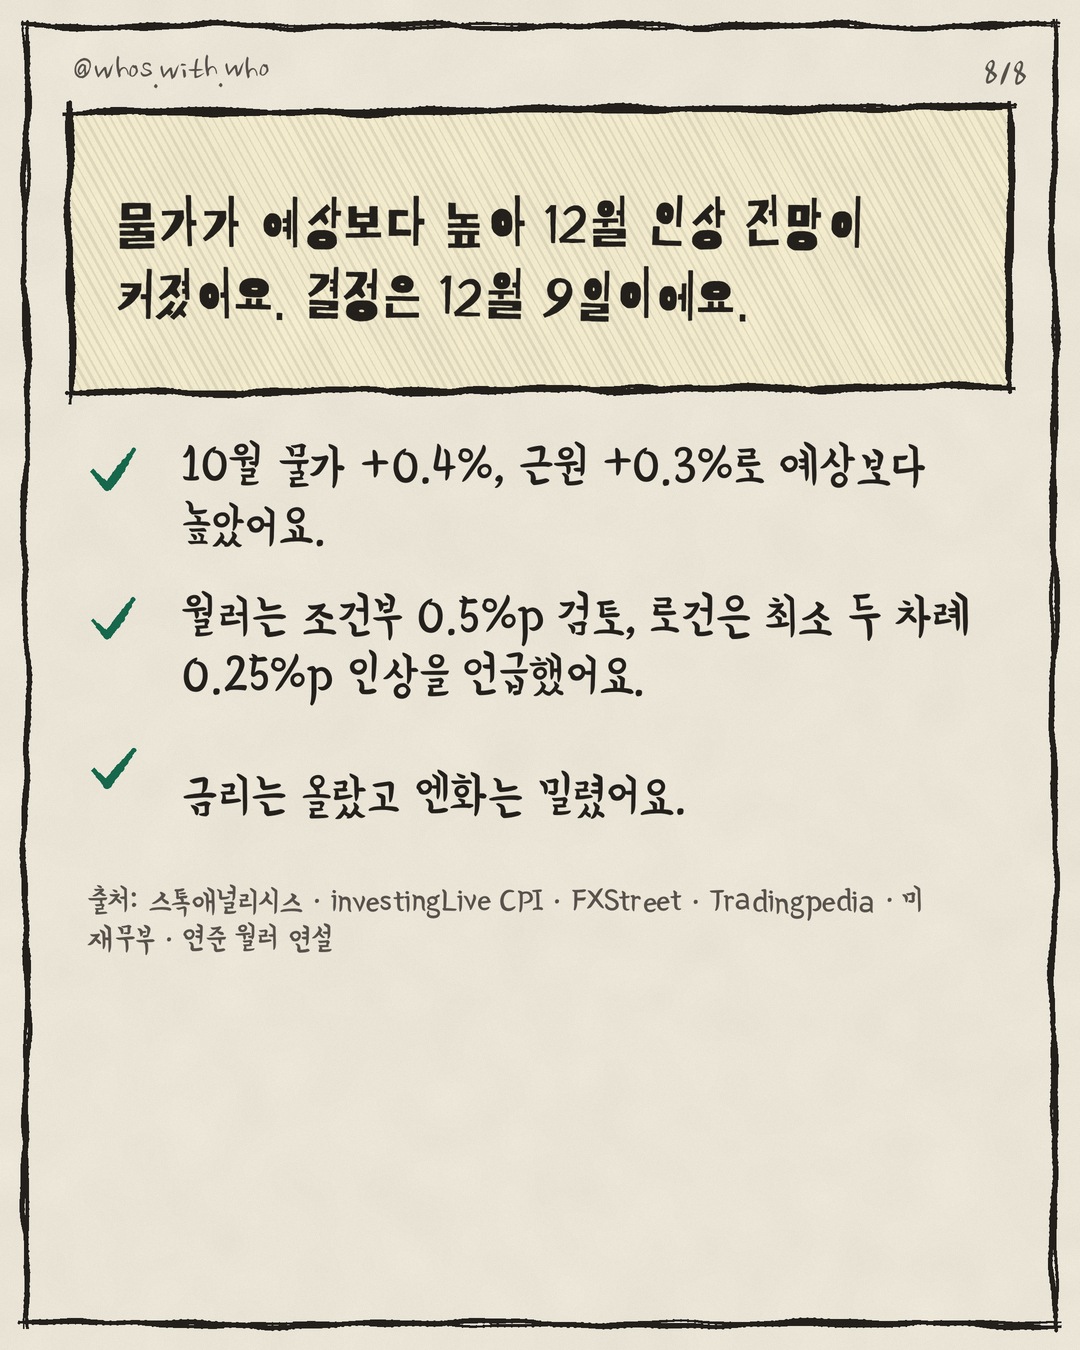 @whos.with.who
8/8
물가가 예상보다 높아 12월 인상 전망이
커졌어요. 결정은 12월 9일이에요.
10월 물가 +0.4%, 근원 +0.3%로 예상보다
높았어요.
월러는 조건부 0.5%p 검토, 로건은 최소 두 차례
0.25%p 인상을 언급했어요.
금리는 올랐고 엔화는 밀렸어요.
출처: 스톡애널리시스 · investingLive CPI · FXStreet · Tradingpedia · 미
재무부 · 연준 월러 연설